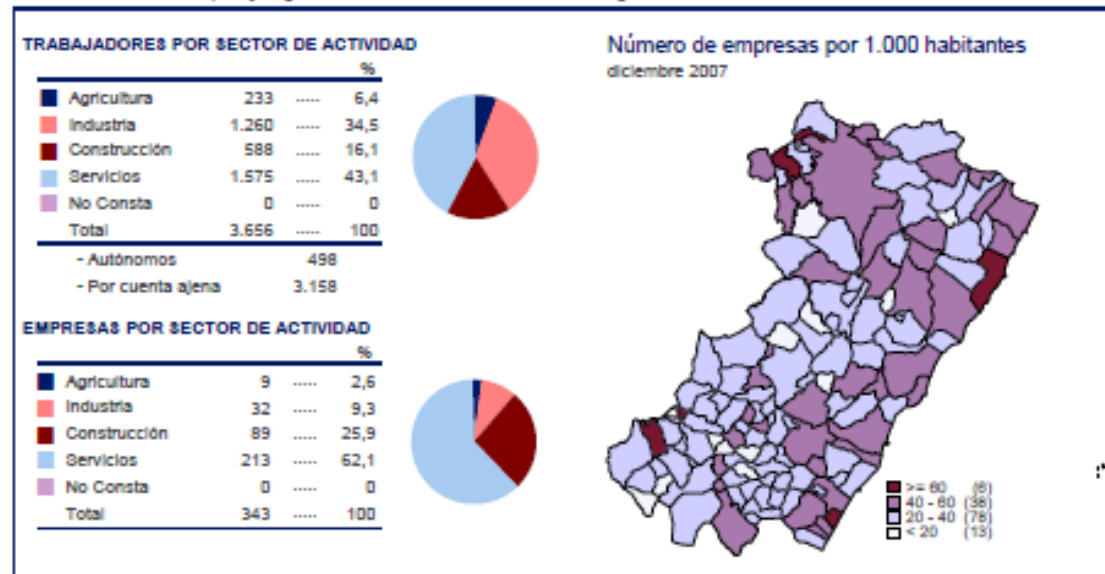 TRABAJADORES POR SECTOR DE ACTIVIDAD
%
Agricultura 233 ..... 6,4
Industria 1.260 ..... 34,5
Construcción 588 ..... 16,1
Servicios 1.575 ..... 43,1
No Consta 0 ..... 0
Total 3.656 ..... 100
- Autónomos 498
- Por cuenta ajena 3.158
EMPRESAS POR SECTOR DE ACTIVIDAD
%
Agricultura 9 ..... 2,6
Industria 32 ..... 9,3
Construcción 89 ..... 25,9
Servicios 213 ..... 62,1
No Consta 0 ..... 0
Total 343 ..... 100
Número de empresas por 1.000 habitantes
diciembre 2007
>= 60 (6)
40 - 60 (38)
20 - 40 (78)
< 20 (13)